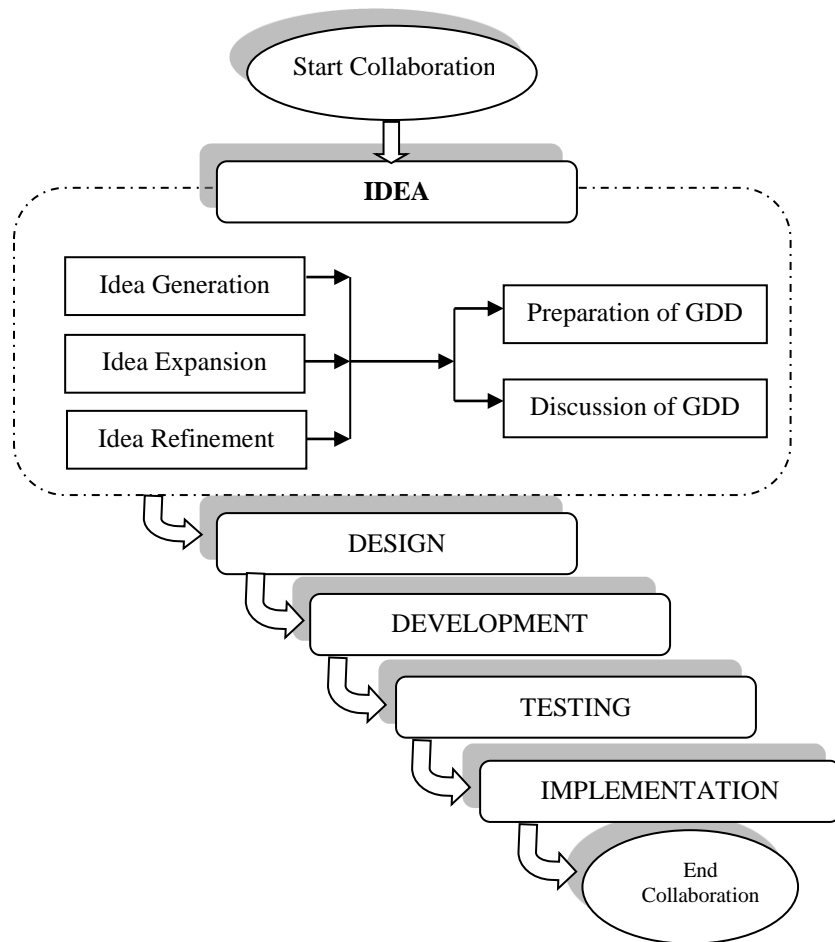 Start Collaboration
IDEA
Idea Generation
Idea Expansion
Idea Refinement
Preparation of GDD
Discussion of GDD
DESIGN
DEVELOPMENT
TESTING
IMPLEMENTATION
End
Collaboration